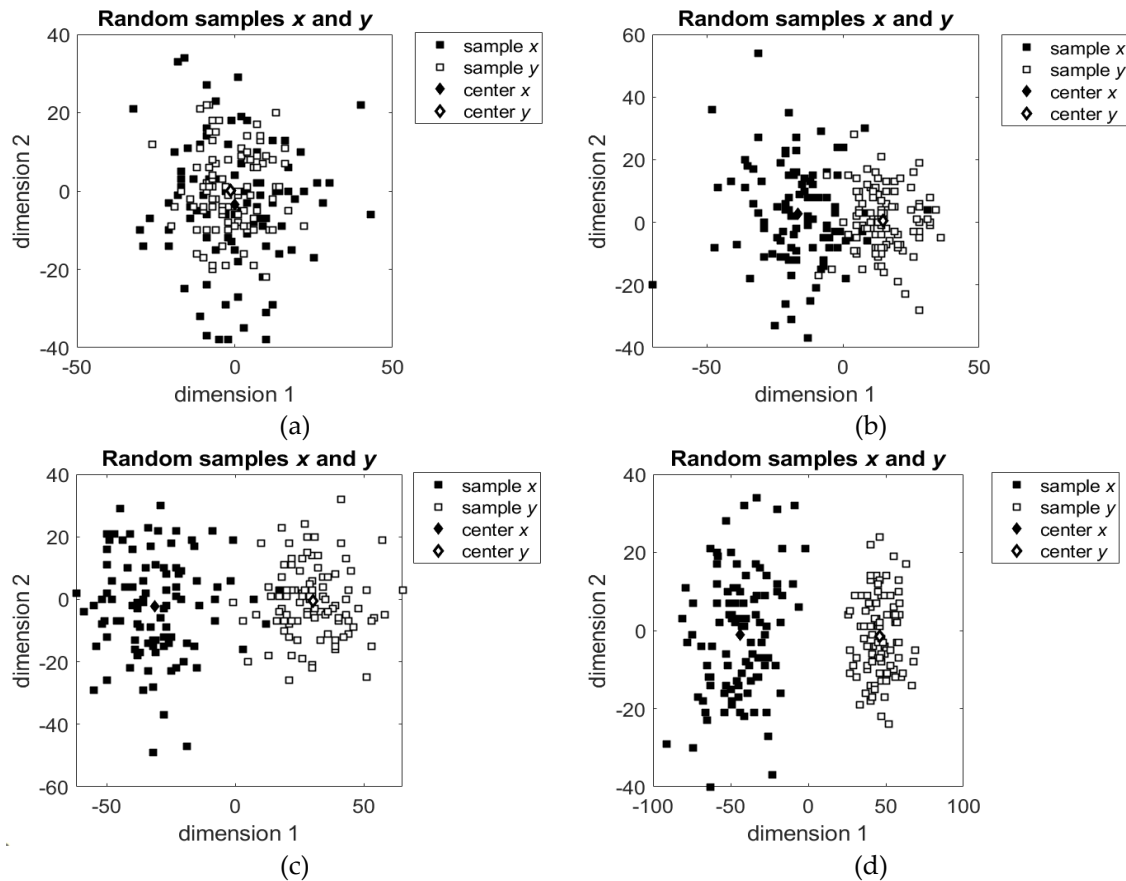 Random samples x and y
sample x
sample y
center x
center y
40
20
0
-20
-40
-50
0
50
dimension 2
dimension 1
(a)
Random samples x and y
sample x
sample y
center x
center y
60
40
20
0
-20
-40
-50
0
50
dimension 2
dimension 1
(b)
Random samples x and y
sample x
sample y
center x
center y
40
20
0
-20
-40
-60
-50
0
50
dimension 2
dimension 1
(c)
Random samples x and y
sample x
sample y
center x
center y
40
20
0
-20
-40
-100
-50
0
50
100
dimension 2
dimension 1
(d)